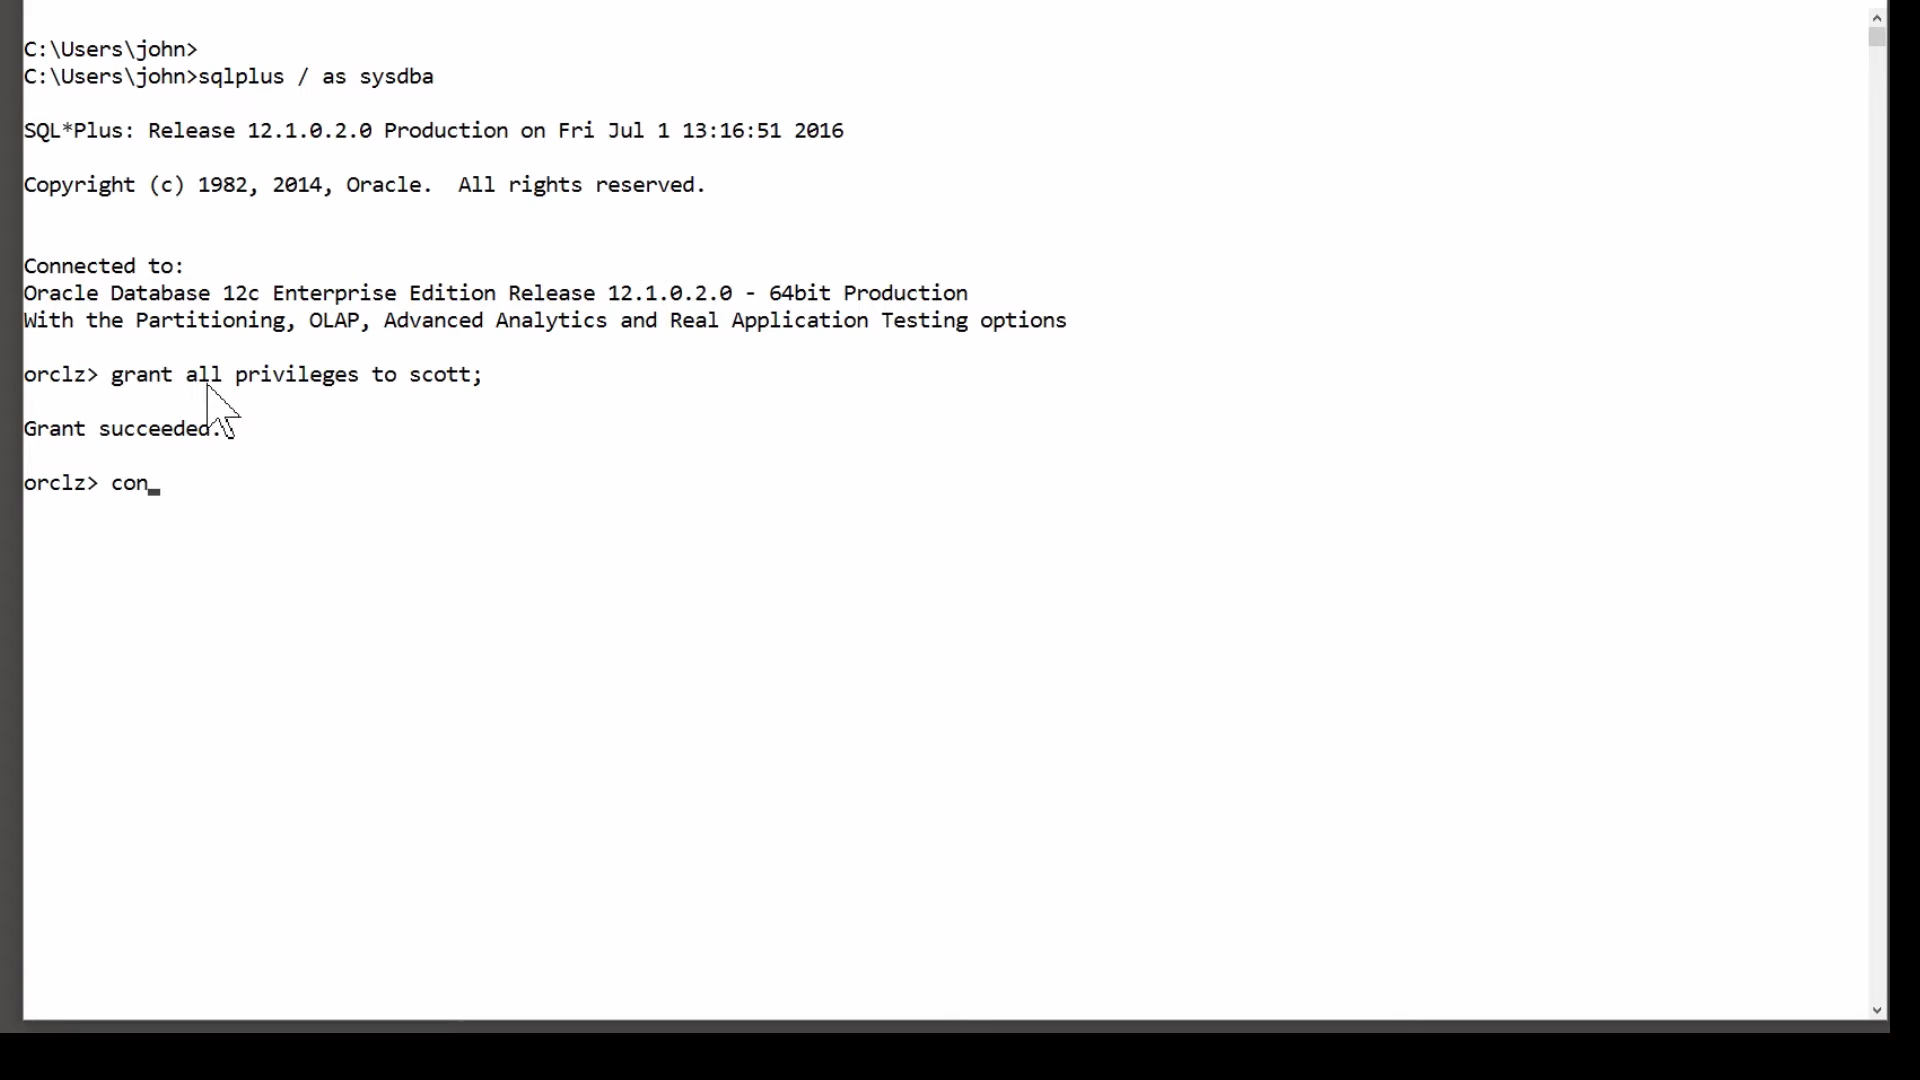 C:\Users\john>
C:\Users\john>sqlplus / as sysdba
SQL*Plus: Release 12.1.0.2.0 Production on Fri Jul 1 13:16:51 2016
Copyright (c) 1982, 2014, Oracle.  All rights reserved.
Connected to:
Oracle Database 12c Enterprise Edition Release 12.1.0.2.0 - 64bit Production
With the Partitioning, OLAP, Advanced Analytics and Real Application Testing options
orclz> grant all privileges to scott;
Grant succeeded.
orclz> con